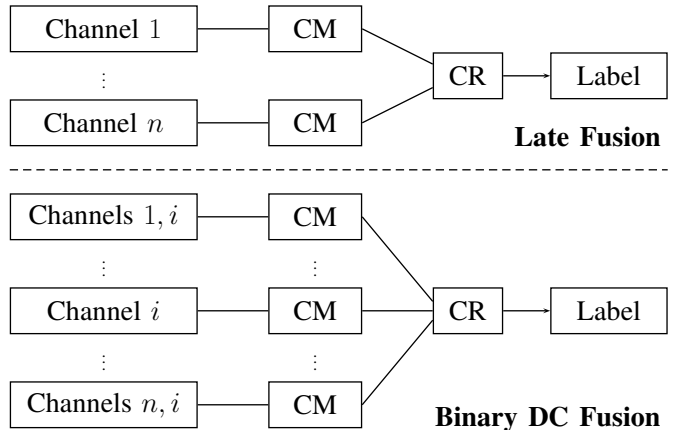 Channel 1 CM
⋮ CR Label
Channel n CM
Late Fusion
Channels 1, i CM
⋮ ⋮
Channel i CM CR Label
⋮ ⋮
Channels n, i CM
Binary DC Fusion